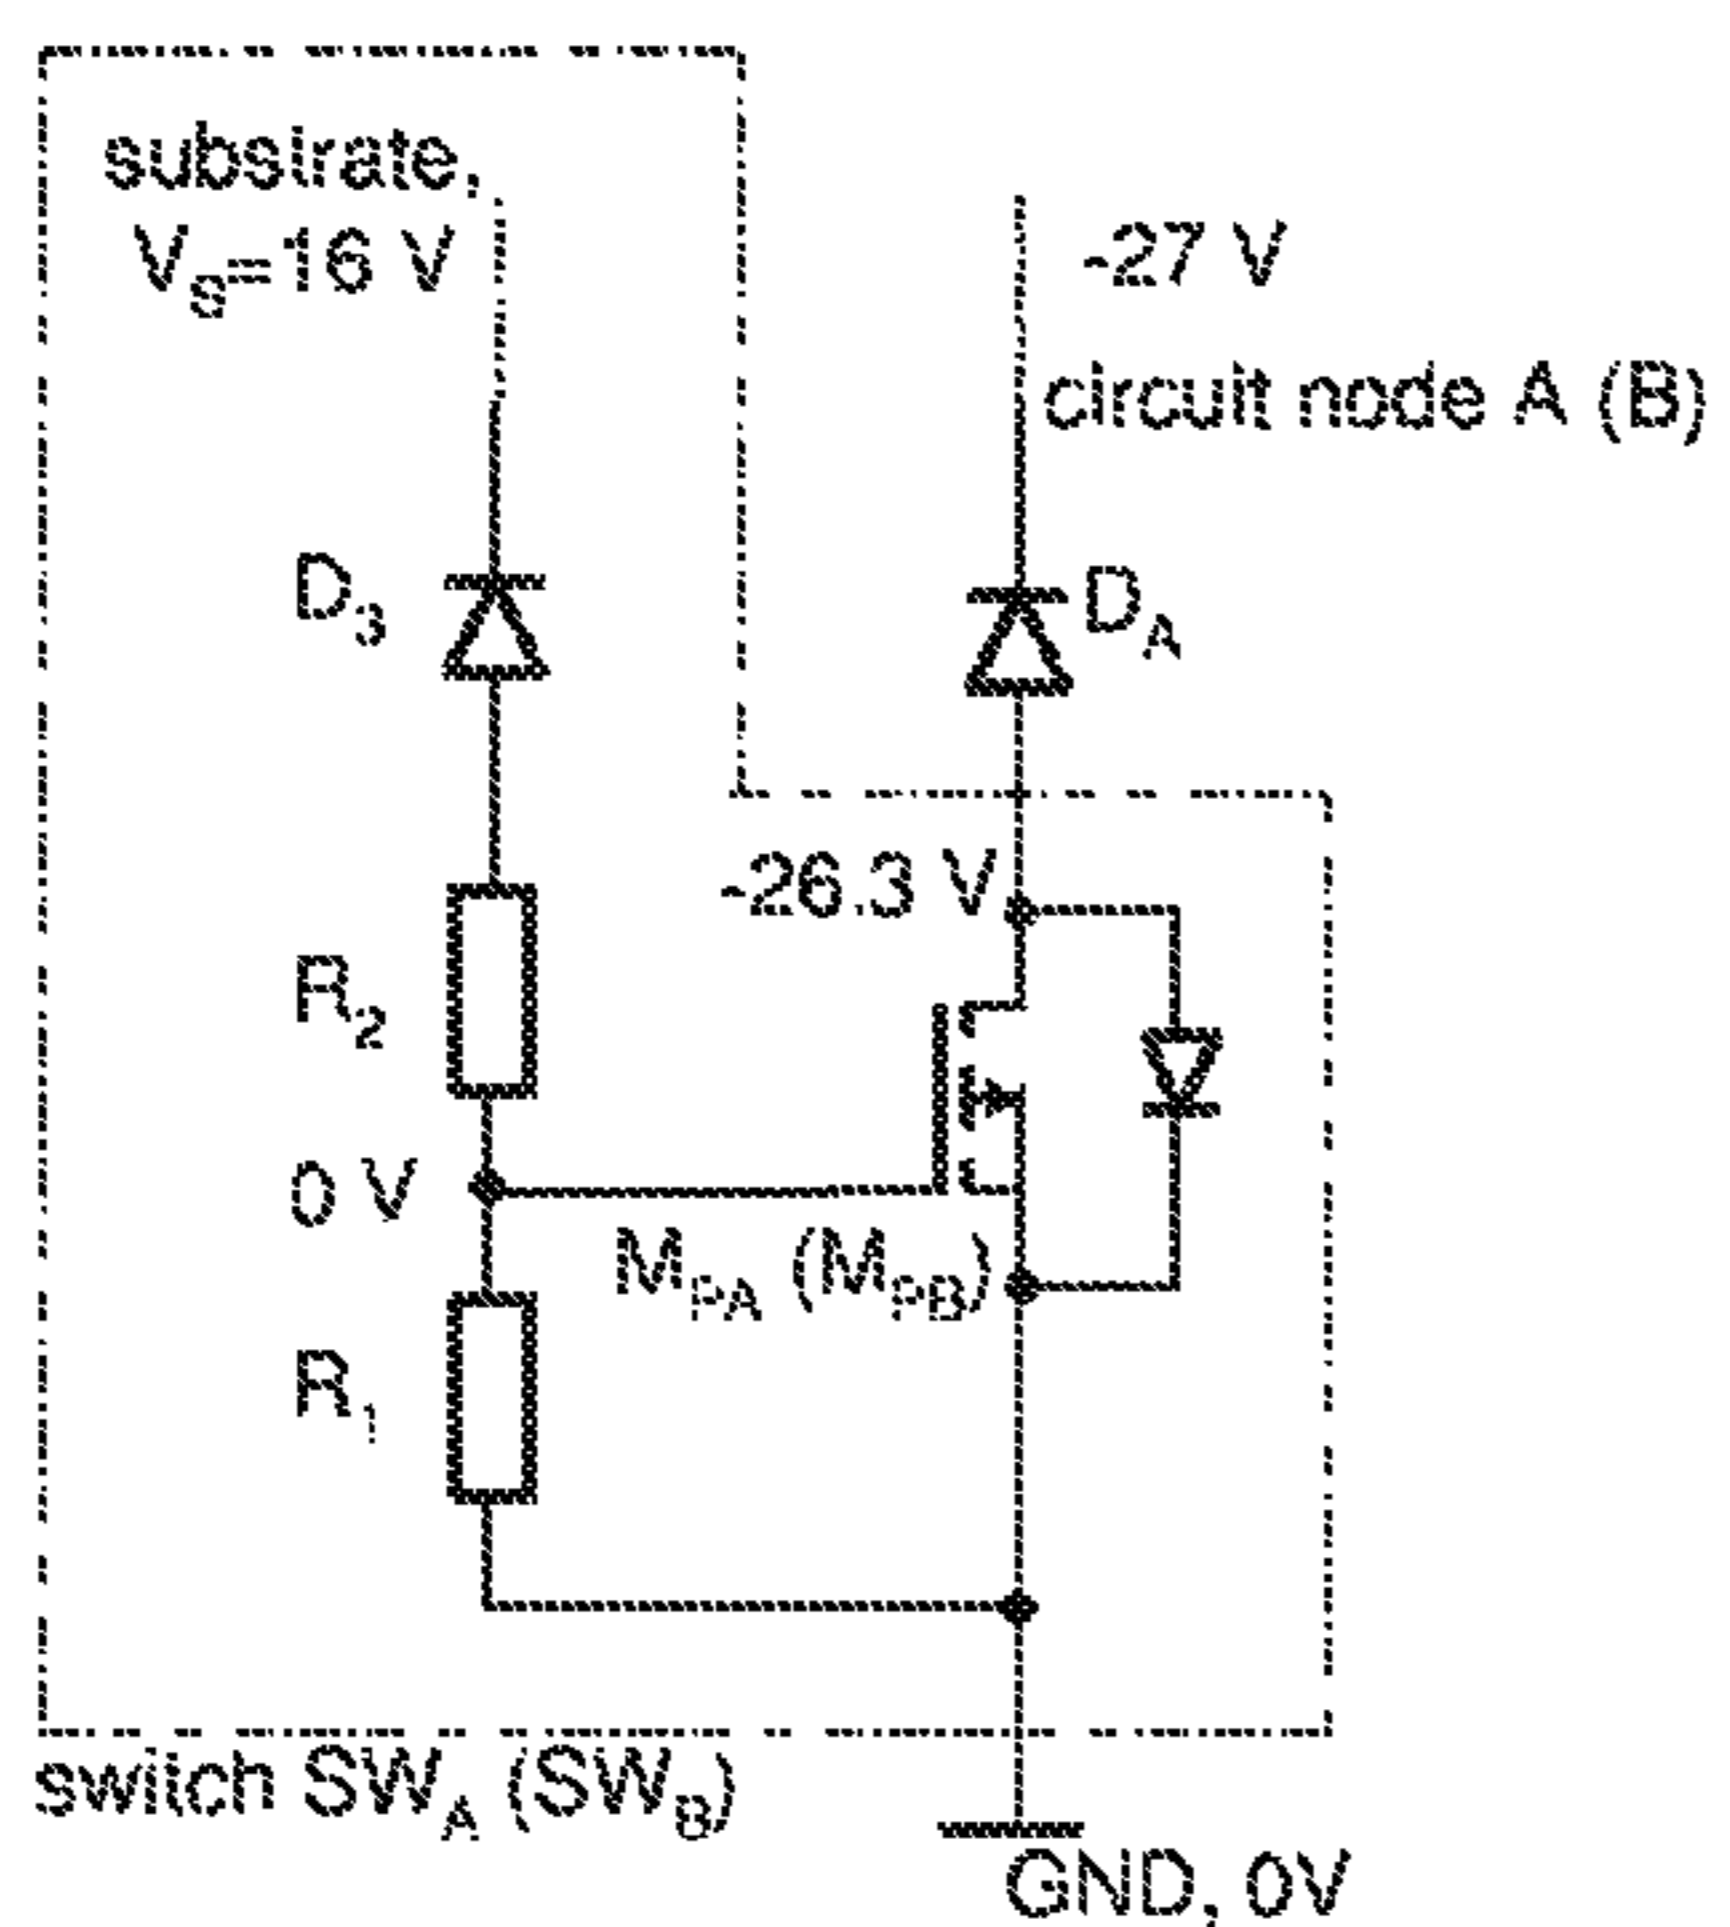 substrate,
V_S=16 V
-27 V
circuit node A (B)
D_3
D_A
-26.3 V
R_2
0 V
M_PA (M_PB)
R_1
switch SW_A (SW_B)
GND, 0V